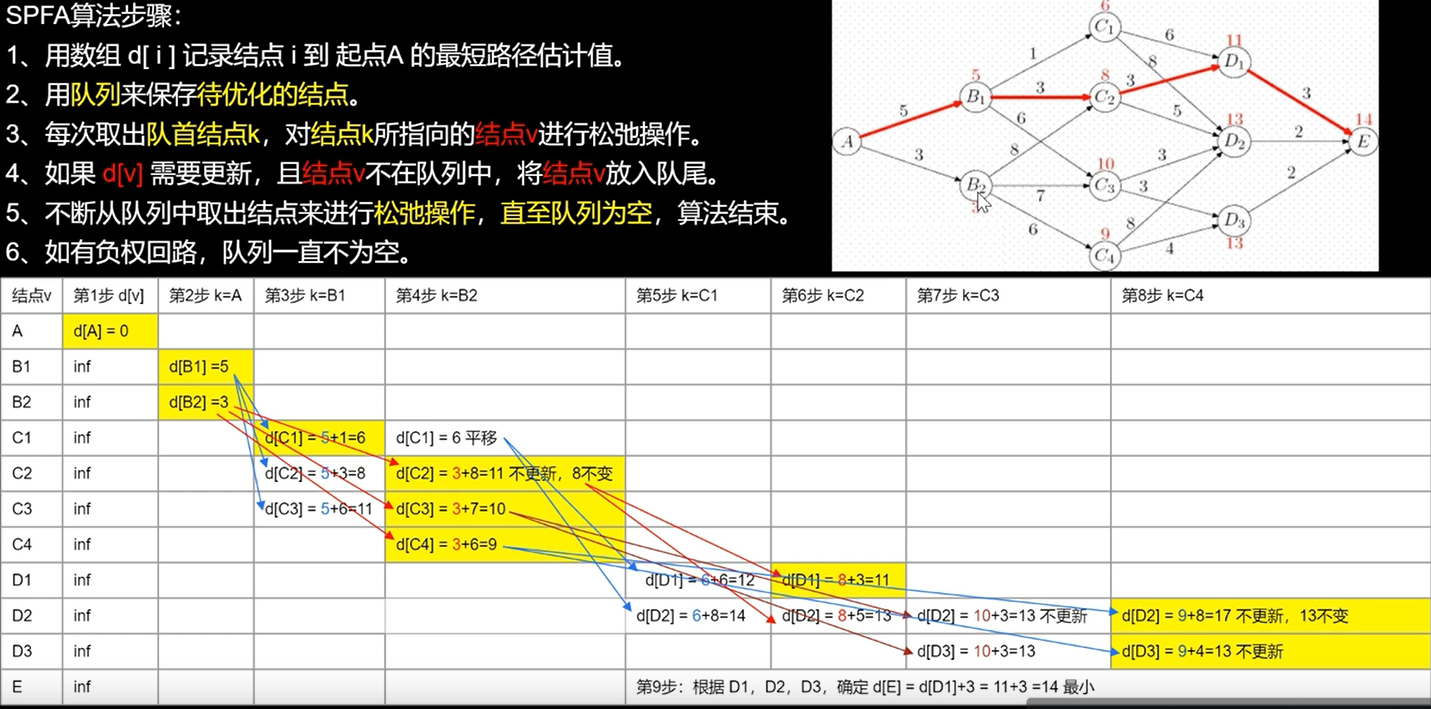 SPFA算法步骤：
1、用数组 d[ i ] 记录结点 i 到 起点A 的最短路径估计值。
2、用队列来保存待优化的结点。
3、每次取出队首结点k，对结点k所指向的结点v进行松弛操作。
4、如果 d[v] 需要更新，且结点v不在队列中，将结点v放入队尾。
5、不断从队列中取出结点来进行松弛操作，直至队列为空，算法结束。
6、如有负权回路，队列一直不为空。
6
C1
1
6
8
11
D1
5
B1
3
8
C2
3
3
5
6
5
13
D2
2
14
E
A
3
8
10
C3
3
3
B2
7
6
9
C4
8
4
D3
13
2
结点v 第1步 d[v] 第2步 k=A 第3步 k=B1 第4步 k=B2 第5步 k=C1 第6步 k=C2 第7步 k=C3 第8步 k=C4
A d[A] = 0
B1 inf d[B1] =5
B2 inf d[B2] =3
C1 inf d[C1] = 5+1=6 d[C1] = 6 平移
C2 inf d[C2] = 5+3=8 d[C2] = 3+8=11 不更新，8不变
C3 inf d[C3] = 5+6=11 d[C3] = 3+7=10
C4 inf d[C4] = 3+6=9
D1 inf d[D1] = 6+6=12 d[D1] = 8+3=11
D2 inf d[D2] = 6+8=14 d[D2] = 8+5=13 d[D2] = 10+3=13 不更新 d[D2] = 9+8=17 不更新，13不变
D3 inf d[D3] = 10+3=13 d[D3] = 9+4=13 不更新
E inf 第9步：根据 D1，D2，D3，确定 d[E] = d[D1]+3 = 11+3 =14 最小